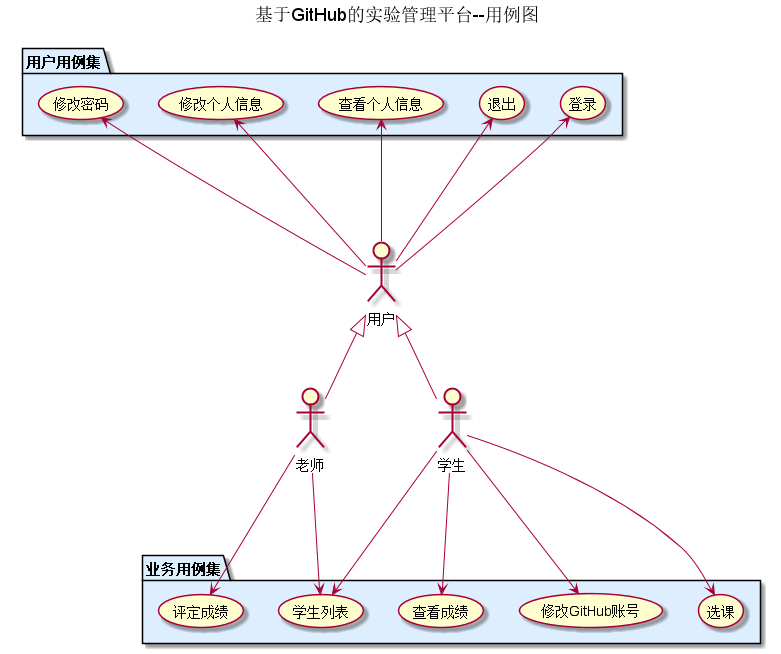 基于GitHub的实验管理平台--用例图
用户用例集
修改密码
修改个人信息
查看个人信息
退出
登录
用户
老师
学生
业务用例集
评定成绩
学生列表
查看成绩
修改GitHub账号
选课